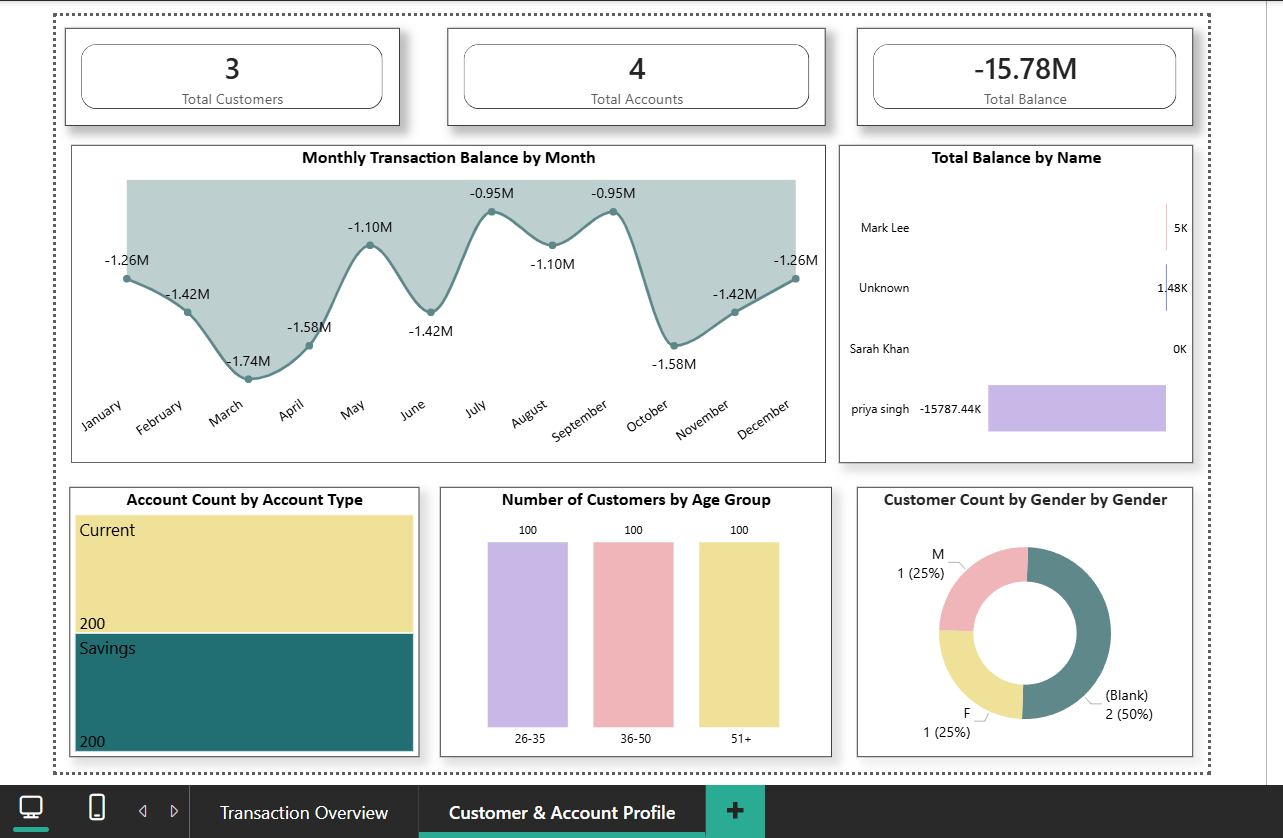 3
Total Customers
4
Total Accounts
-15.78M
Total Balance
Monthly Transaction Balance by Month
-1.26M
-1.42M
-1.74M
-1.58M
-1.10M
-1.42M
-0.95M
-1.10M
-0.95M
-1.58M
-1.42M
-1.26M
January
February
March
April
May
June
July
August
September
October
November
December
Total Balance by Name
Mark Lee 5K
Unknown 1.48K
Sarah Khan 0K
priya singh -15787.44K
Account Count by Account Type
Current
200
Savings
200
Number of Customers by Age Group
100 100 100
26-35 36-50 51+
Customer Count by Gender by Gender
M
1 (25%)
F
1 (25%)
(Blank)
2 (50%)
Transaction Overview
Customer & Account Profile